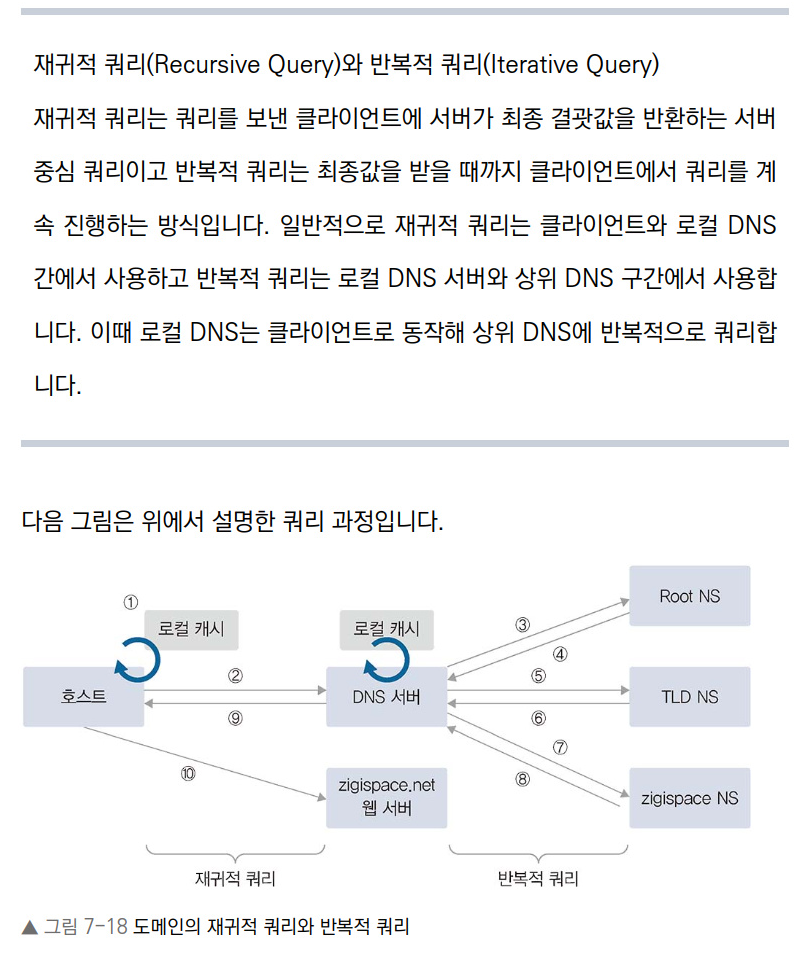 재귀적 쿼리(Recursive Query)와 반복적 쿼리(Iterative Query)
재귀적 쿼리는 쿼리를 보낸 클라이언트에 서버가 최종 결괏값을 반환하는 서버
중심 쿼리이고 반복적 쿼리는 최종값을 받을 때까지 클라이언트에서 쿼리를 계
속 진행하는 방식입니다. 일반적으로 재귀적 쿼리는 클라이언트와 로컬 DNS
간에서 사용하고 반복적 쿼리는 로컬 DNS 서버와 상위 DNS 구간에서 사용합
니다. 이때 로컬 DNS는 클라이언트로 동작해 상위 DNS에 반복적으로 쿼리합
니다.
다음 그림은 위에서 설명한 쿼리 과정입니다.
①
로컬 캐시
로컬 캐시
③
Root NS
④
호스트
②
DNS 서버
⑤
TLD NS
⑨
⑥
⑩
zigispace.net
웹 서버
⑦
⑧
zigispace NS
재귀적 쿼리
반복적 쿼리
▲ 그림 7-18 도메인의 재귀적 쿼리와 반복적 쿼리